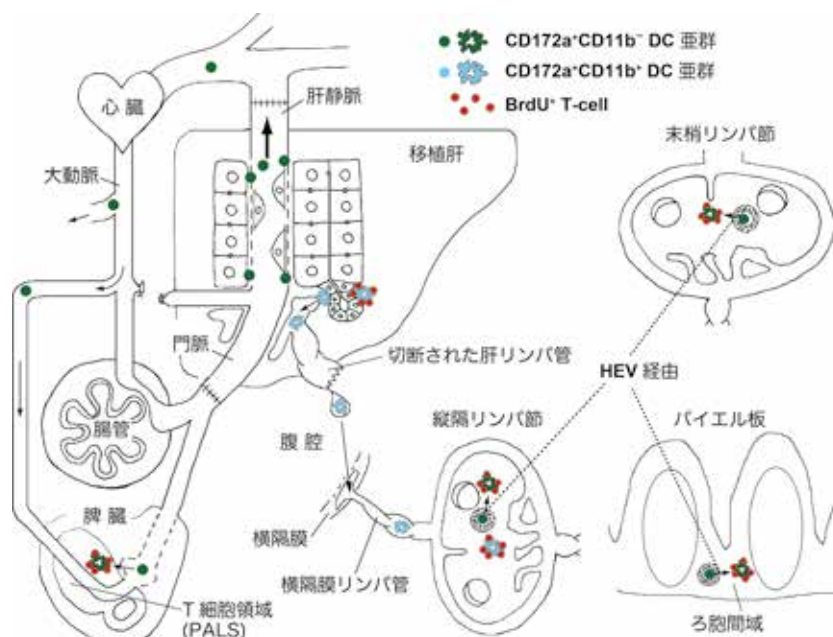 CD172a⁺CD11b⁻ DC 亜群
CD172a⁺CD11b⁺ DC 亜群
BrdU⁺ T-cell
心臓
肝静脈
移植肝
末梢リンパ節
大動脈
門脈
切断された肝リンパ管
HEV 経由
腸管
腹腔
縦隔リンパ節
パイエル板
脾臓
横隔膜
横隔膜リンパ管
T 細胞領域
(PALS)
ろ胞間域